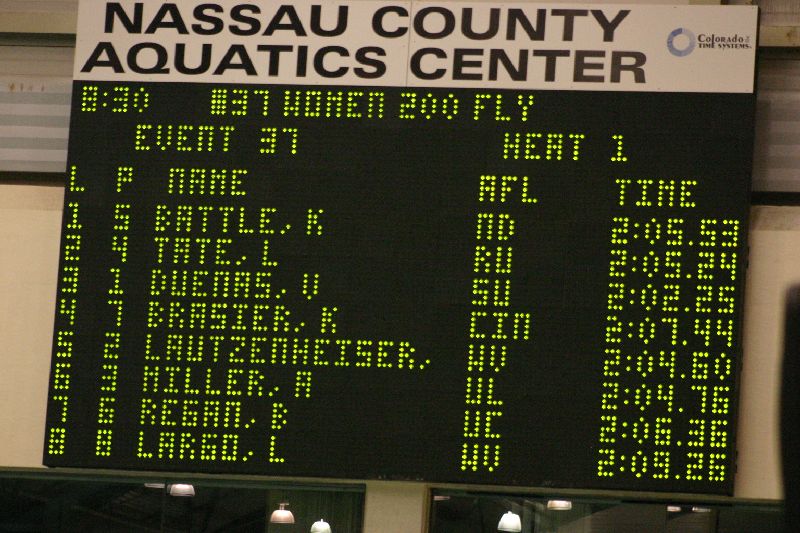 NASSAU COUNTY
AQUATICS CENTER
COLORADO TIME SYSTEMS
8:30 #37 WOMEN 200 FLY
EVENT 37 HEAT 1
L P NAME AFL TIME
1 5 BATTLE, K ND 2:05.53
2 4 TATE, L RU 2:05.24
3 1 DUENAS, V SU 2:02.25
4 7 BRASIER, K CIN 2:07.44
5 2 LAUTZENHEISER, WV 2:04.60
6 3 MILLER, A UL 2:04.76
7 6 REGAN, B UC 2:06.36
8 8 LARGO, L WV 2:09.26